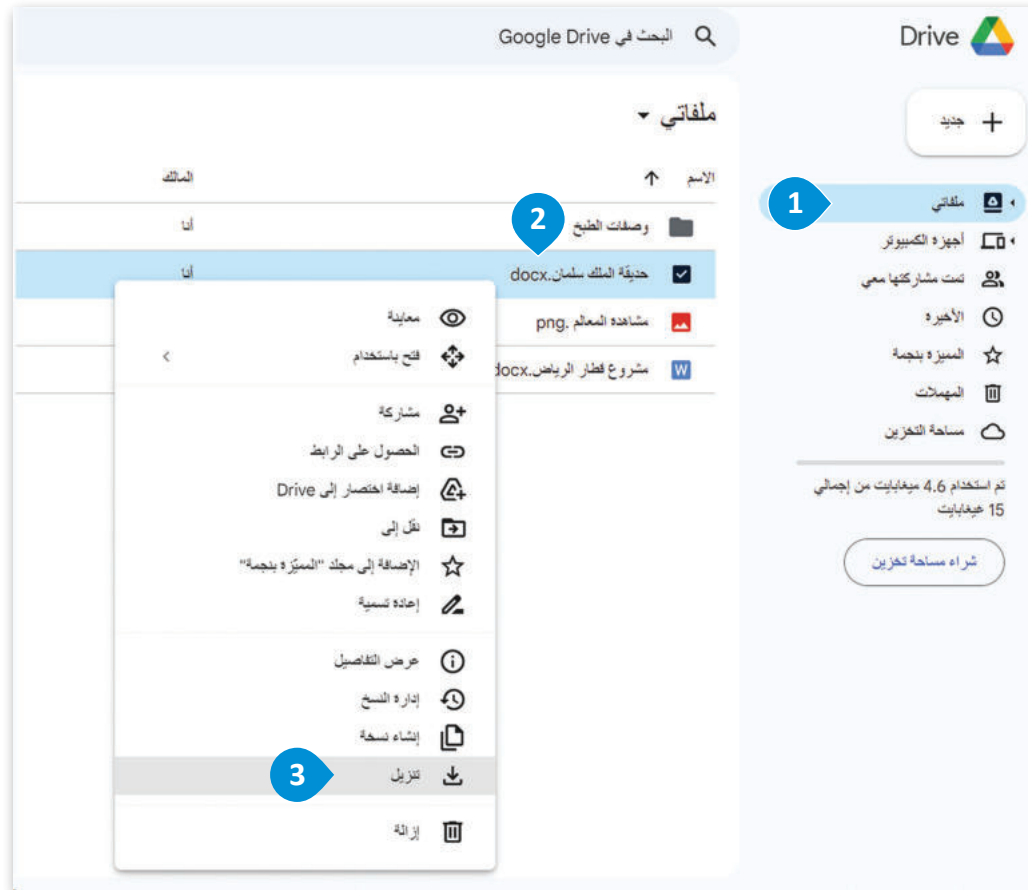 Drive
البحث في Google Drive
جديد
1
ملفاتي
أجهزة الكمبيوتر
تمت مشاركتها معي
الأخيرة
المميزة بنجمة
المهملات
مساحة التخزين
تم استخدام 4.6 ميغابايت من إجمالي
15 غيغابايت
شراء مساحة تخزين
ملفاتي
الاسم
المالك
وصفات الطبخ
2
أنا
حديقة الملك سلمان.docx
أنا
مشاهدة المعالم .png
W
مشروع قطار الرياض.docx
معاينة
فتح باستخدام
مشاركة
الحصول على الرابط
إضافة اختصار إلى Drive
نقل إلى
الإضافة إلى مجلد "المميّزة بنجمة"
إعادة تسمية
عرض التفاصيل
إدارة النسخ
إنشاء نسخة
تنزيل
3
إزالة